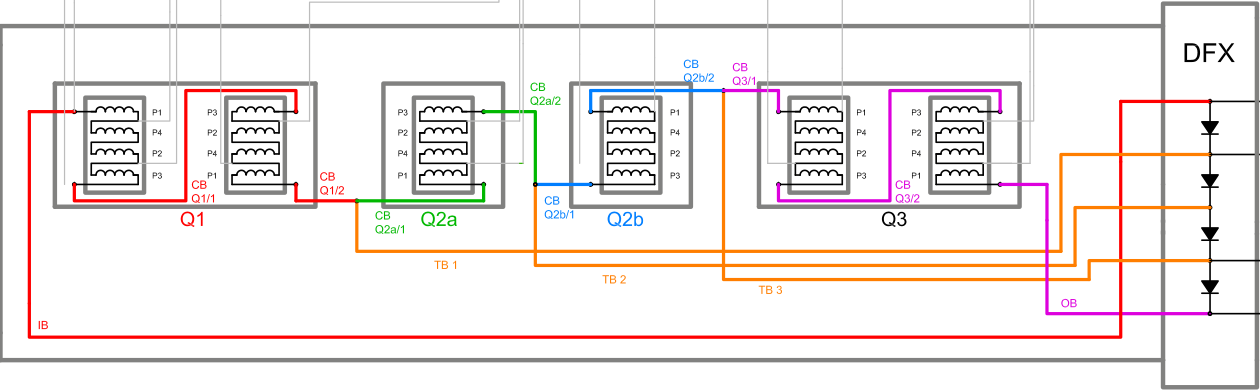 DFX
CB
Q2b/2
CB
Q3/1
CB
Q2a/2
P1
P4
P2
P3
P3
P2
P4
P1
P3
P2
P4
P1
P1
P4
P2
P3
P1
P4
P2
P3
P3
P2
P4
P1
CB
Q1/1
CB
Q1/2
CB
Q2a/1
CB
Q2b/1
CB
Q3/2
Q1
Q2a
Q2b
Q3
TB 1
TB 2
TB 3
OB
IB